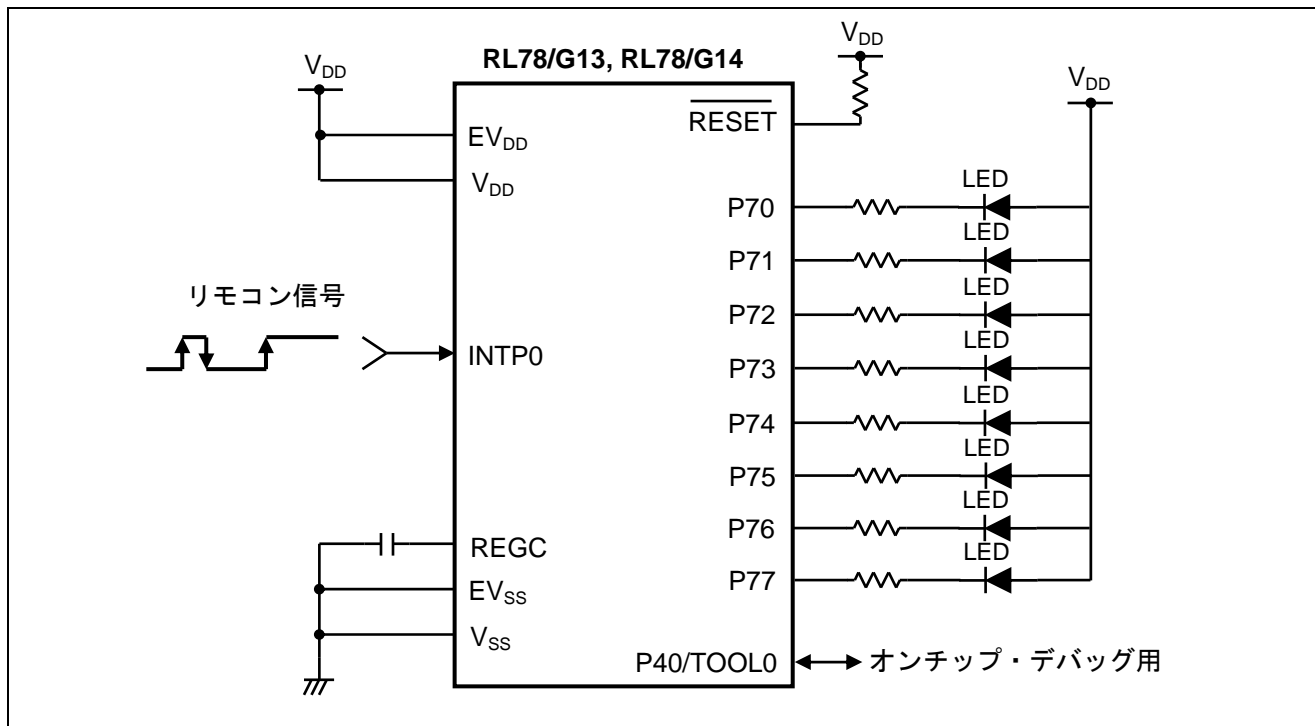 RL78/G13, RL78/G14
VDD
VDD
VDD
RESET
EVDD
VDD
P70
LED
P71
LED
リモコン信号
P72
LED
INTP0
P73
LED
P74
LED
P75
LED
P76
LED
REGC
P77
LED
EVSS
VSS
P40/TOOL0
オンチップ・デバッグ用